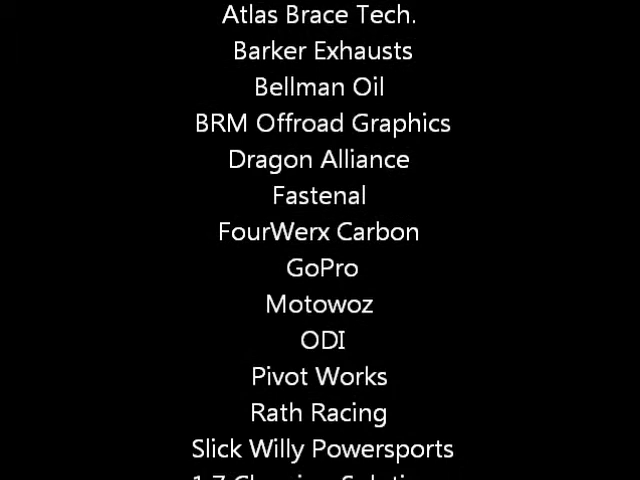 Atlas Brace Tech.
Barker Exhausts
Bellman Oil
BRM Offroad Graphics
Dragon Alliance
Fastenal
FourWerx Carbon
GoPro
Motowoz
ODI
Pivot Works
Rath Racing
Slick Willy Powersports